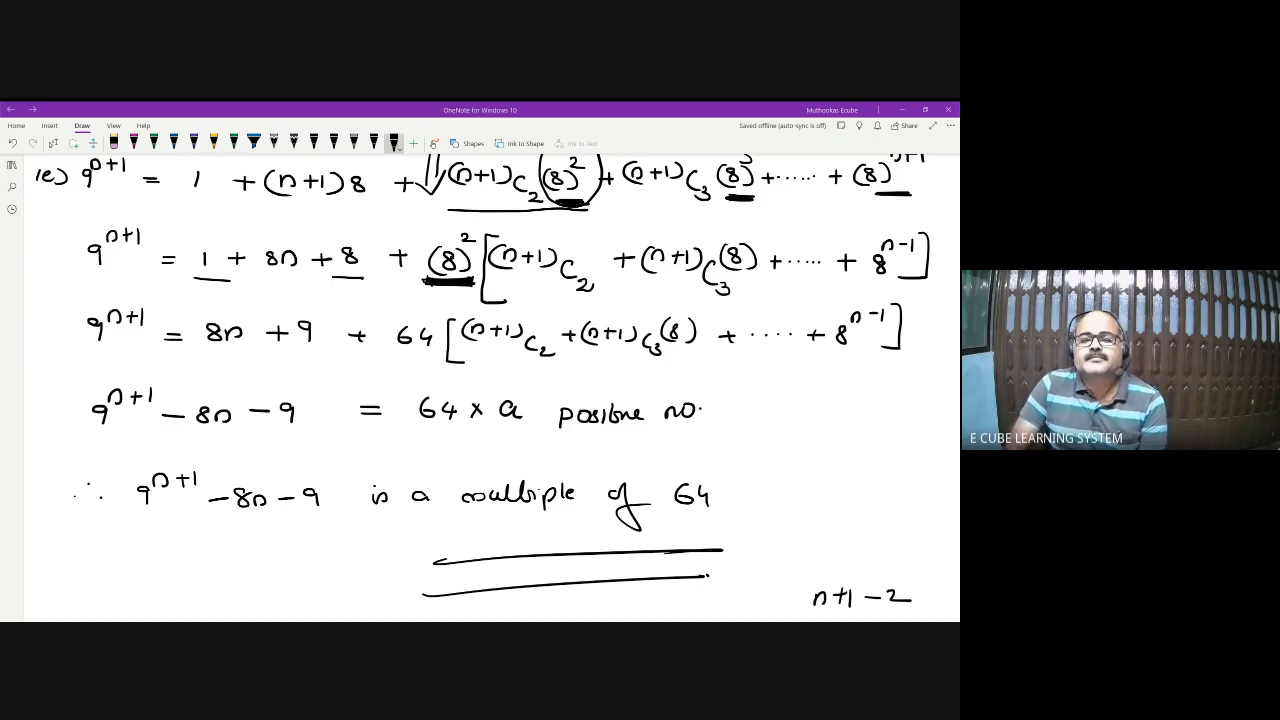 OneNote for Windows 10
Muthookas Ecube
Home Insert Draw View Help
Saved offline (auto-sync is off) Share
Shapes Ink to Shape Ink to Text
ie) 9^{n+1} = 1 + (n+1)8 + (n+1)C₂ (8)² + (n+1)C₃ (8)³ + ...... + (8)^{n+1}
9^{n+1} = 1 + 8n + 8 + (8)² [(n+1)C₂ + (n+1)C₃(8) + ..... + 8^{n-1}]
9^{n+1} = 8n + 9 + 64 [(n+1)C₂ + (n+1)C₃(8) + .... + 8^{n-1}]
9^{n+1} - 8n - 9 = 64 × a positive no.
∴ 9^{n+1} - 8n - 9 is a multiple of 64
n+1 - 2
E CUBE LEARNING SYSTEM